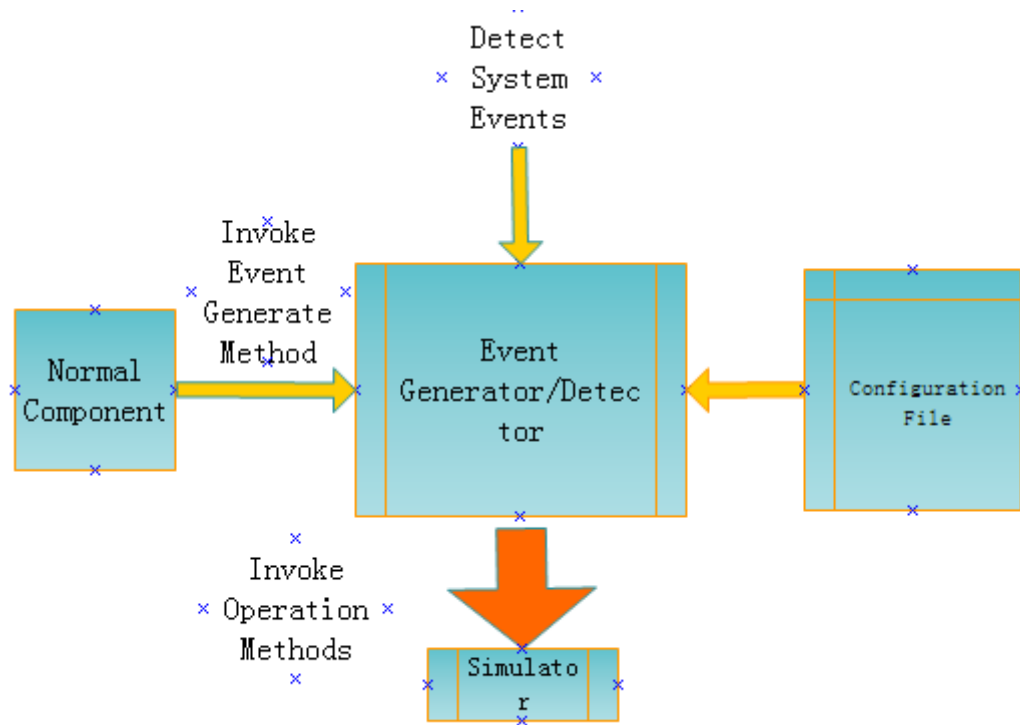 Detect
System
Events
Invoke
Event
Generate
Method
Normal
Component
Event
Generator/Detec
tor
Configuration
File
Invoke
Operation
Methods
Simulato
r